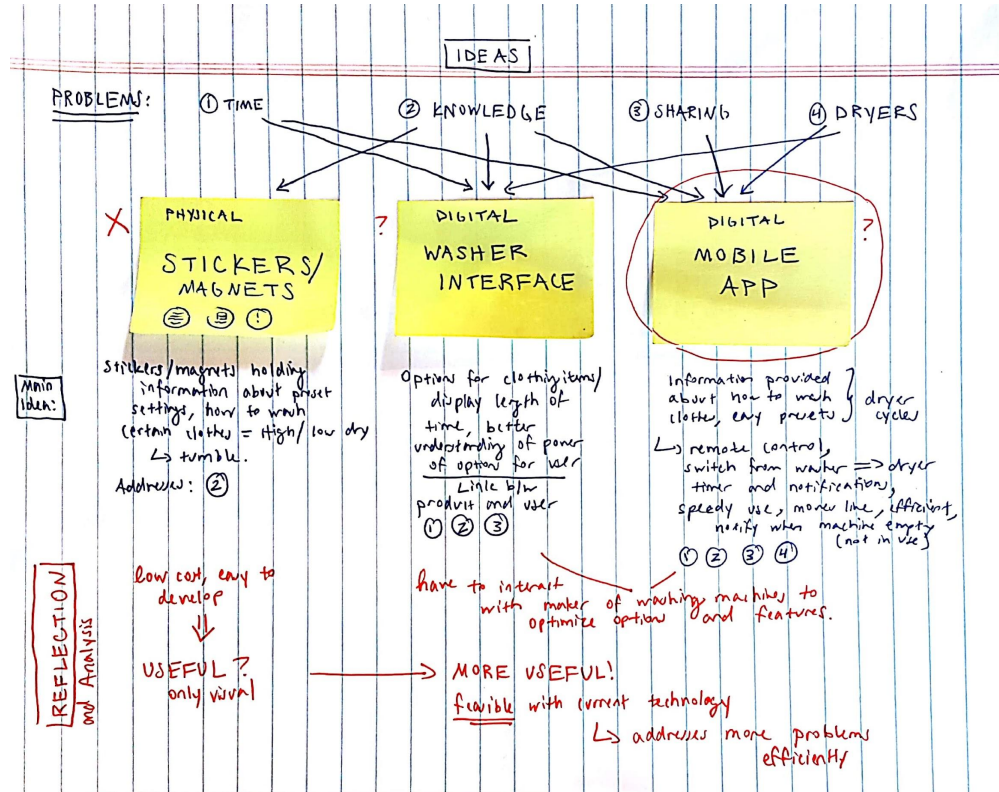 IDEAS
PROBLEMS:
① TIME
② KNOWLEDGE
③ SHARING
④ DRYERS
X
PHYSICAL
STICKERS/
MAGNETS
!
?
DIGITAL
WASHER
INTERFACE
DIGITAL
MOBILE
APP
?
Main
Idea:
Stickers/magnets holding
information about preset
settings, how to wash
certain clothes = High/low dry
↳ tumble.
Addresses: ②
Options for clothing items/
display length of
time, better
understanding of power
of option for user
Link b/w
product and user
① ② ③
Information provided
about how to wash
clothes, easy presets
dryer
cycles
↳ remote control,
switch from washer => dryer
timer and notification,
speedy use, money line, efficient,
notify when machine empty
(not in use)
① ② ③ ④
REFLECTION
and Analysis
low cost, easy to
develop
USEFUL?
only visual
have to interact
with maker of washing machines to
optimize option and features.
MORE USEFUL!
feasible with current technology
↳ addresses more problems
efficiently